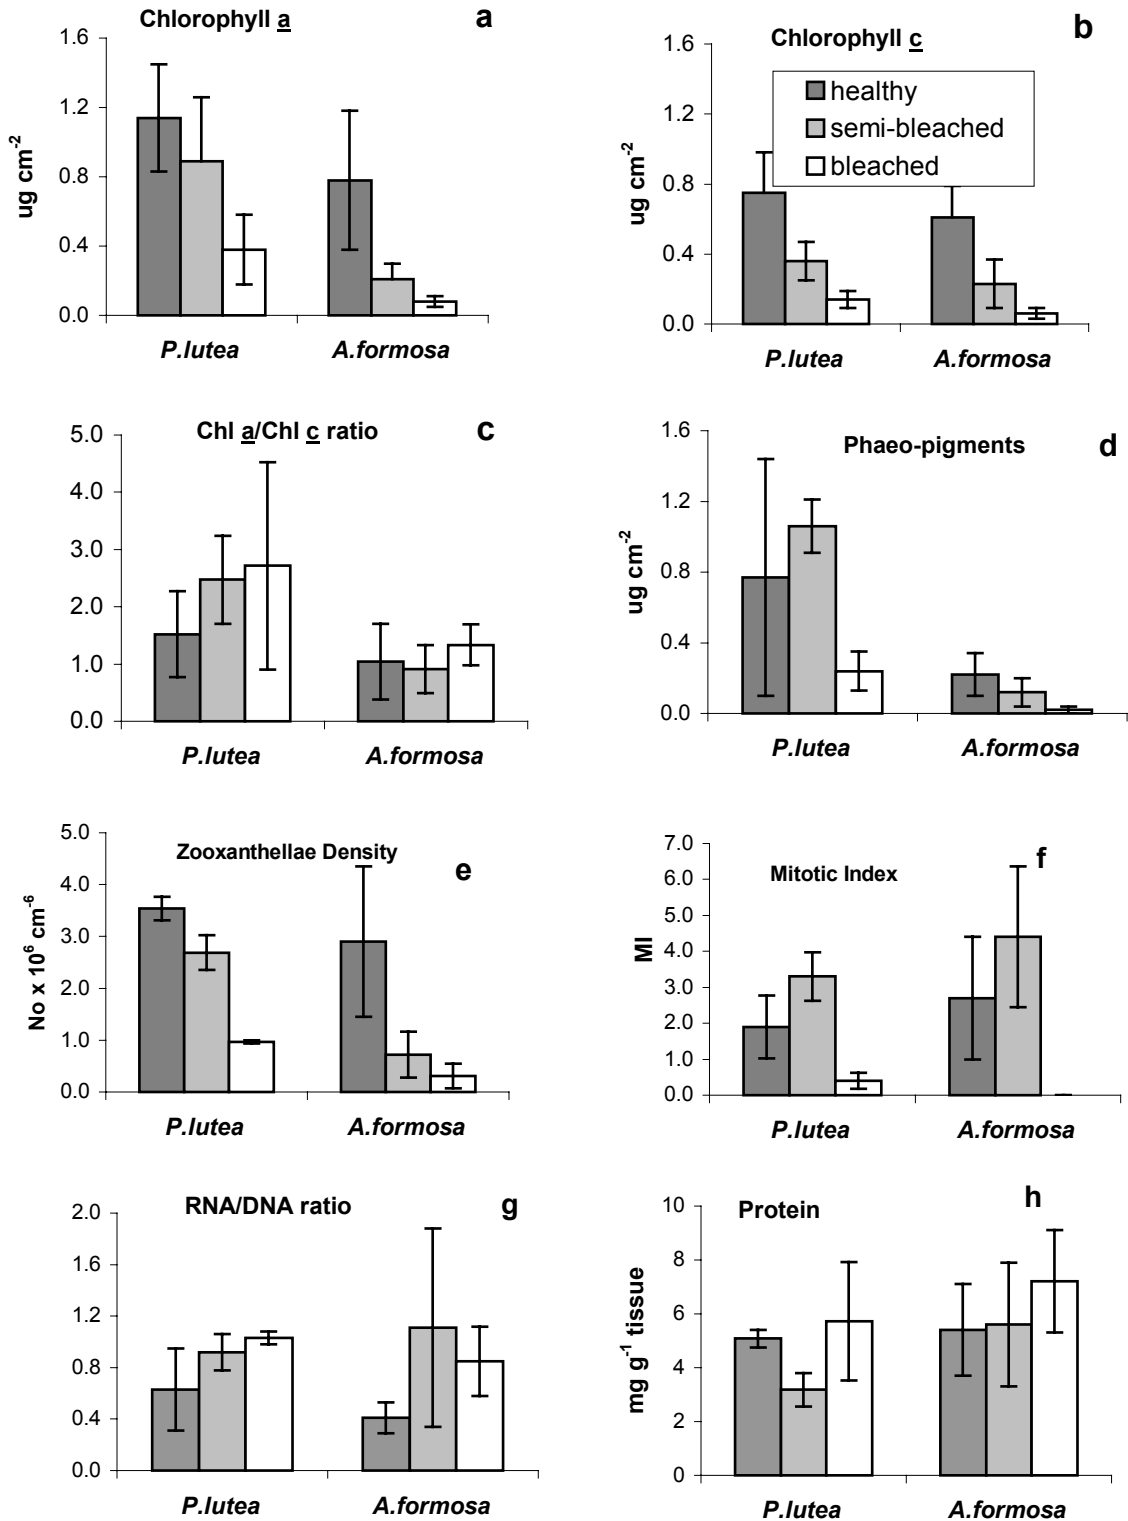 Chlorophyll a
a
1.6
1.2
0.8
0.4
0.0
ug cm-2
P.lutea
A.formosa
Chlorophyll c
b
healthy
semi-bleached
bleached
1.6
1.2
0.8
0.4
0.0
ug cm-2
P.lutea
A.formosa
Chl a/Chl c ratio
c
5.0
4.0
3.0
2.0
1.0
0.0
P.lutea
A.formosa
Phaeo-pigments
d
1.6
1.2
0.8
0.4
0.0
ug cm-2
P.lutea
A.formosa
Zooxanthellae Density
e
5.0
4.0
3.0
2.0
1.0
0.0
No x 10⁶ cm-6
P.lutea
A.formosa
Mitotic Index
f
7.0
6.0
5.0
4.0
3.0
2.0
1.0
0.0
MI
P.lutea
A.formosa
RNA/DNA ratio
g
2.0
1.6
1.2
0.8
0.4
0.0
P.lutea
A.formosa
Protein
h
10
8
6
4
2
0
mg g-1 tissue
P.lutea
A.formosa